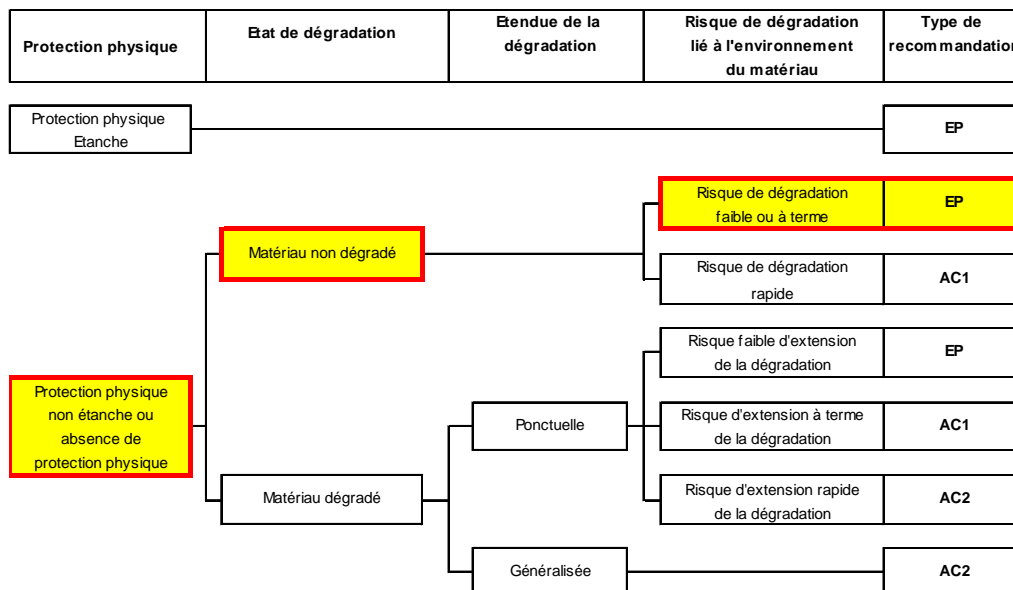 Protection physique
Etat de dégradation
Etendue de la
dégradation
Risque de dégradation
lié à l'environnement
du matériau
Type de
recommandation
Protection physique
Etanche
EP
Risque de dégradation
faible ou à terme
EP
Matériau non dégradé
Risque de dégradation
rapide
AC1
Risque faible d'extension
de la dégradation
EP
Protection physique
non étanche ou
absence de
protection physique
Ponctuelle
Risque d'extension à terme
de la dégradation
AC1
Matériau dégradé
Risque d'extension rapide
de la dégradation
AC2
Généralisée
AC2